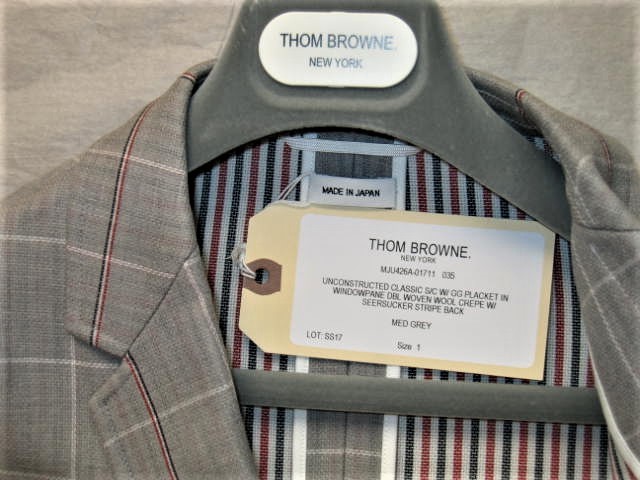 THOM BROWNE.
NEW YORK
MADE IN JAPAN
THOM BROWNE.
NEW YORK
MJU426A-01711 035
UNCONSTRUCTED CLASSIC S/C W/ GG PLACKET IN
WINDOWPANE DBL WOVEN WOOL CREPE W/
SEERSUCKER STRIPE BACK
MED GREY
LOT: SS17 Size 1